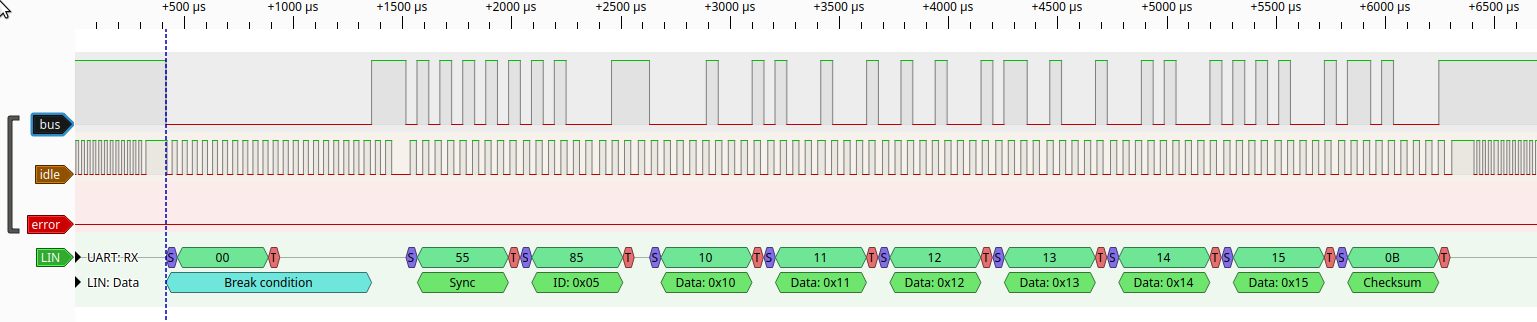 +500 µs +1000 µs +1500 µs +2000 µs +2500 µs +3000 µs +3500 µs +4000 µs +4500 µs +5000 µs +5500 µs +6000 µs +6500 µs
bus
idle
error
LIN UART: RX S 00 T S 55 T S 85 T S 10 T S 11 T S 12 T S 13 T S 14 T S 15 T S 0B T
LIN: Data Break condition Sync ID: 0x05 Data: 0x10 Data: 0x11 Data: 0x12 Data: 0x13 Data: 0x14 Data: 0x15 Checksum